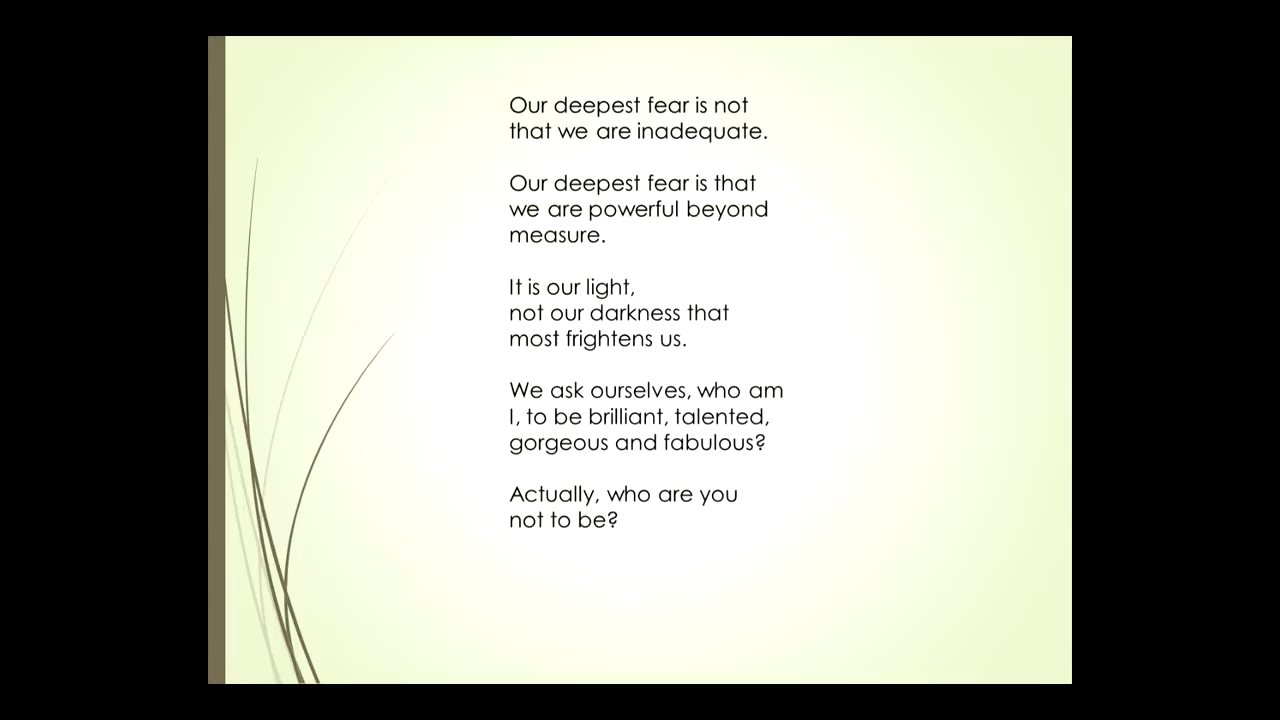 Our deepest fear is not
that we are inadequate.
Our deepest fear is that
we are powerful beyond
measure.
It is our light,
not our darkness that
most frightens us.
We ask ourselves, who am
I, to be brilliant, talented,
gorgeous and fabulous?
Actually, who are you
not to be?